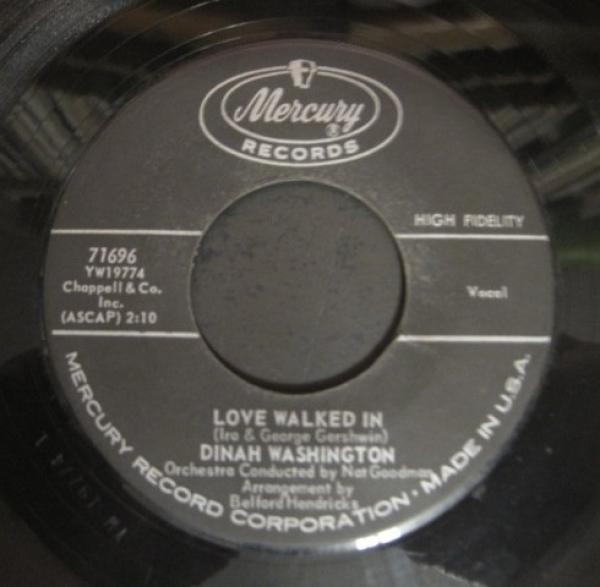 Mercury
®
RECORDS
HIGH FIDELITY
71696
YW19774
Chappell & Co.
Inc.
(ASCAP) 2:10
Vocal
LOVE WALKED IN
(Ira & George Gershwin)
DINAH WASHINGTON
Orchestra Conducted by Nat Goodman
Arrangement by
Belford Hendricks
MERCURY RECORD CORPORATION • MADE IN U.S.A.